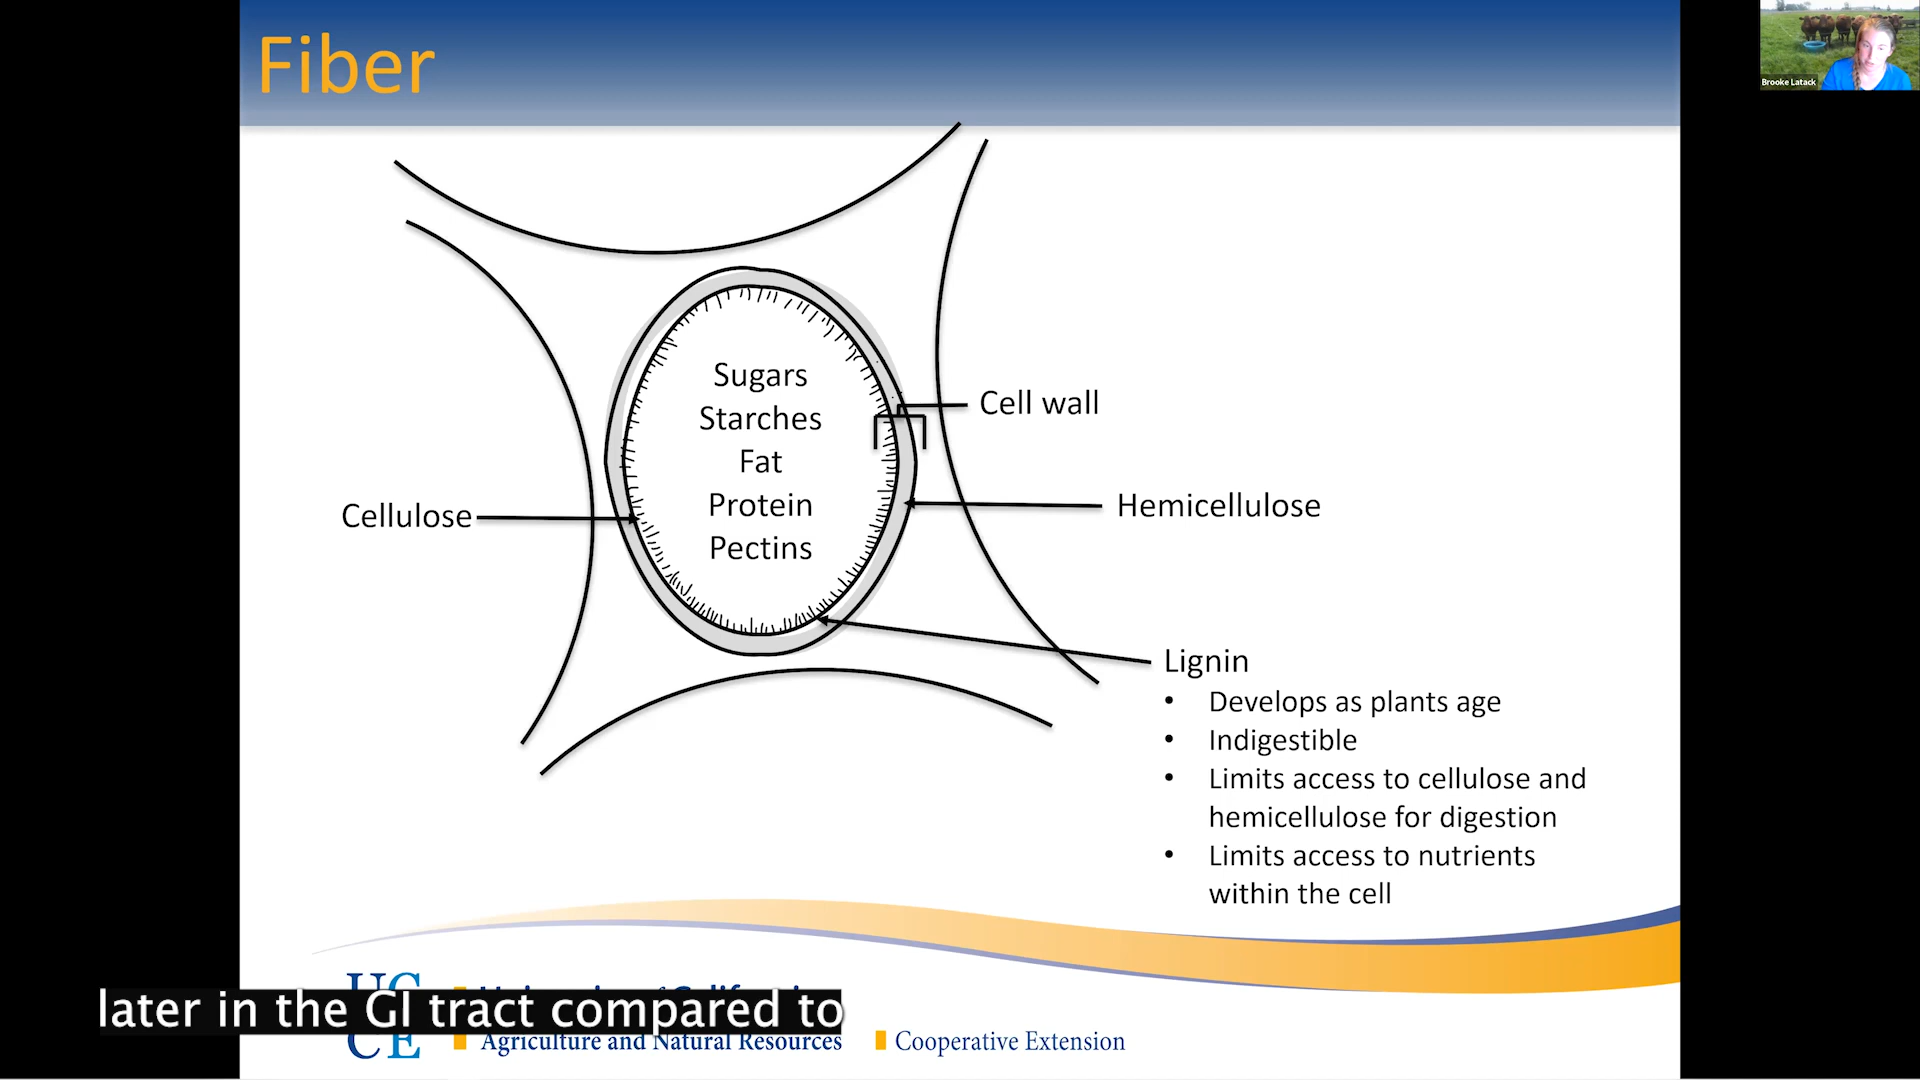 Fiber
Brooke Latack
Sugars
Starches
Fat
Protein
Pectins
Cell wall
Cellulose
Hemicellulose
Lignin
• Develops as plants age
• Indigestible
• Limits access to cellulose and
hemicellulose for digestion
• Limits access to nutrients
within the cell
UC
CE
later in the GI tract compared to
Agriculture and Natural Resources
Cooperative Extension